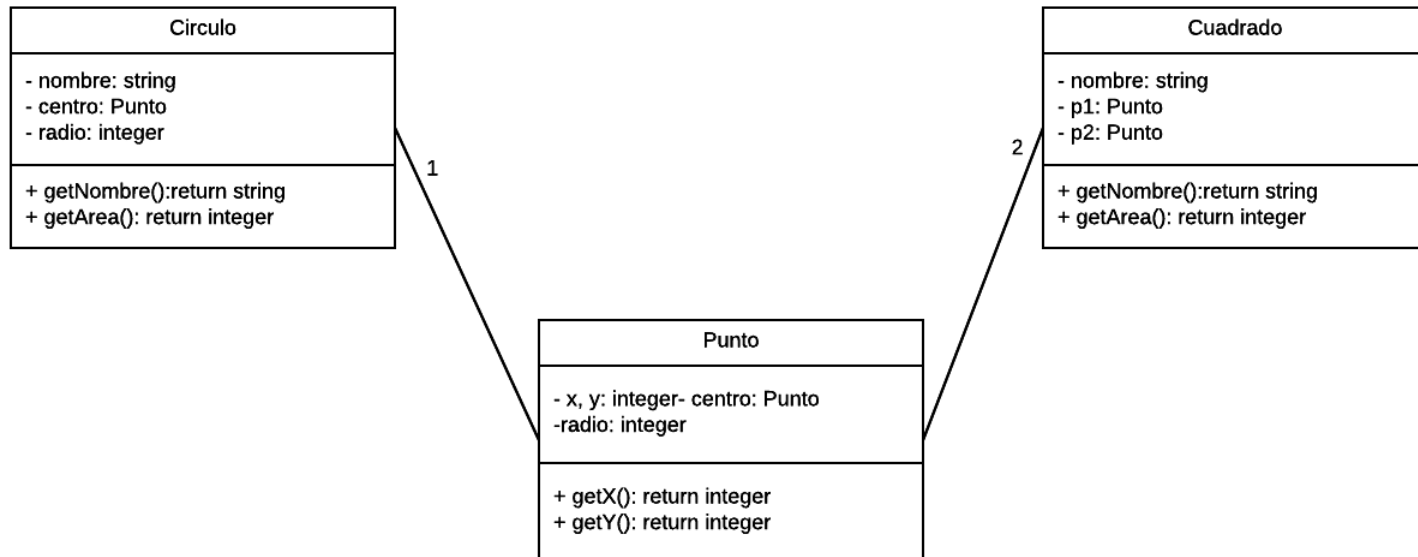 Circulo
- nombre: string
- centro: Punto
- radio: integer
+ getNombre():return string
+ getArea(): return integer
1
Cuadrado
- nombre: string
- p1: Punto
- p2: Punto
+ getNombre():return string
+ getArea(): return integer
2
Punto
- x, y: integer- centro: Punto
-radio: integer
+ getX(): return integer
+ getY(): return integer